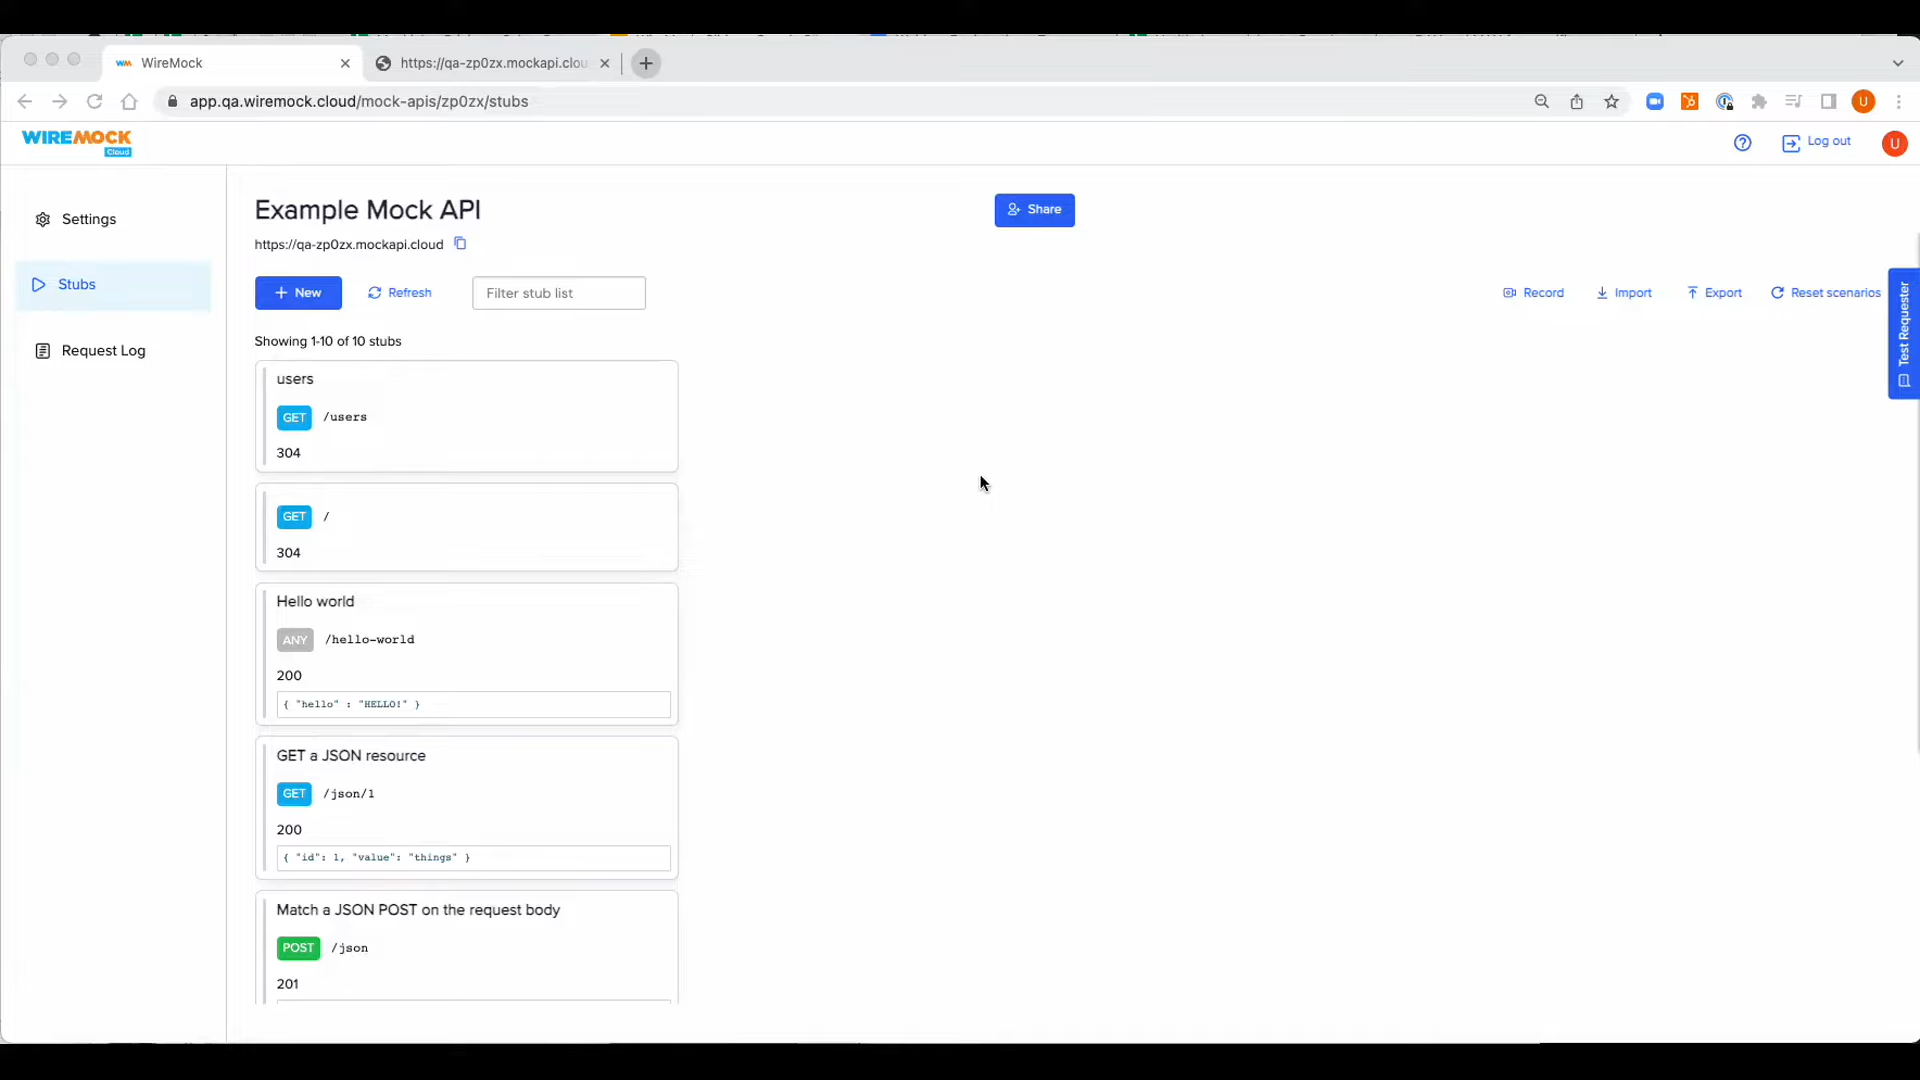 WireMock
https://qa-zp0zx.mockapi.clou
app.qa.wiremock.cloud/mock-apis/zp0zx/stubs
U
WIREMOCK
Cloud
Log out
U
Settings
Stubs
Request Log
Example Mock API
Share
https://qa-zp0zx.mockapi.cloud
New
Refresh
Filter stub list
Record
Import
Export
Reset scenarios
Test Requester
Showing 1-10 of 10 stubs
users
GET /users
304
GET /
304
Hello world
ANY /hello-world
200
{ "hello" : "HELLO!" }
GET a JSON resource
GET /json/1
200
{ "id": 1, "value": "things" }
Match a JSON POST on the request body
POST /json
201